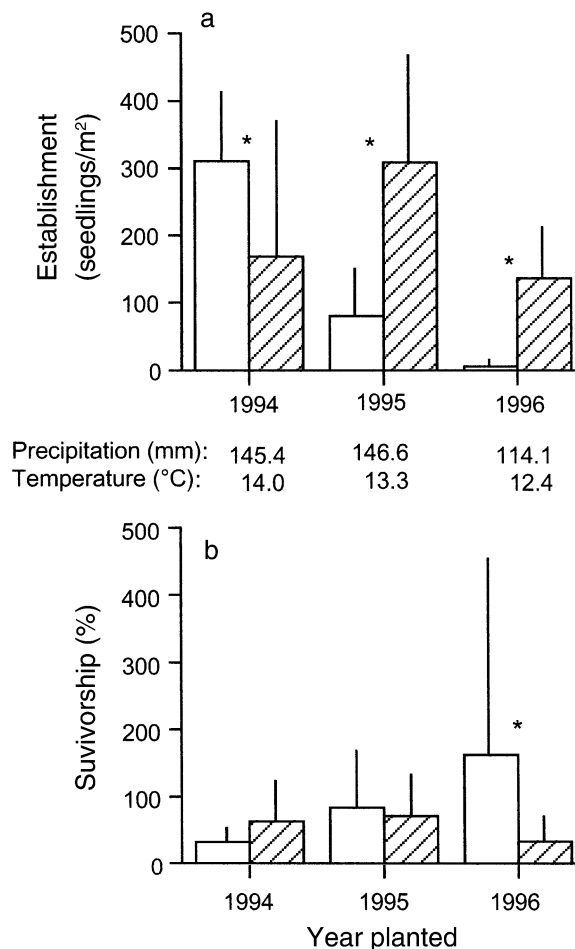 a
Establishment
(seedlings/m²)
500
400
300
200
100
0
*
*
*
1994 1995 1996
Precipitation (mm): 145.4 146.6 114.1
Temperature (°C): 14.0 13.3 12.4
b
Suvivorship (%)
500
400
300
200
100
0
*
1994 1995 1996
Year planted